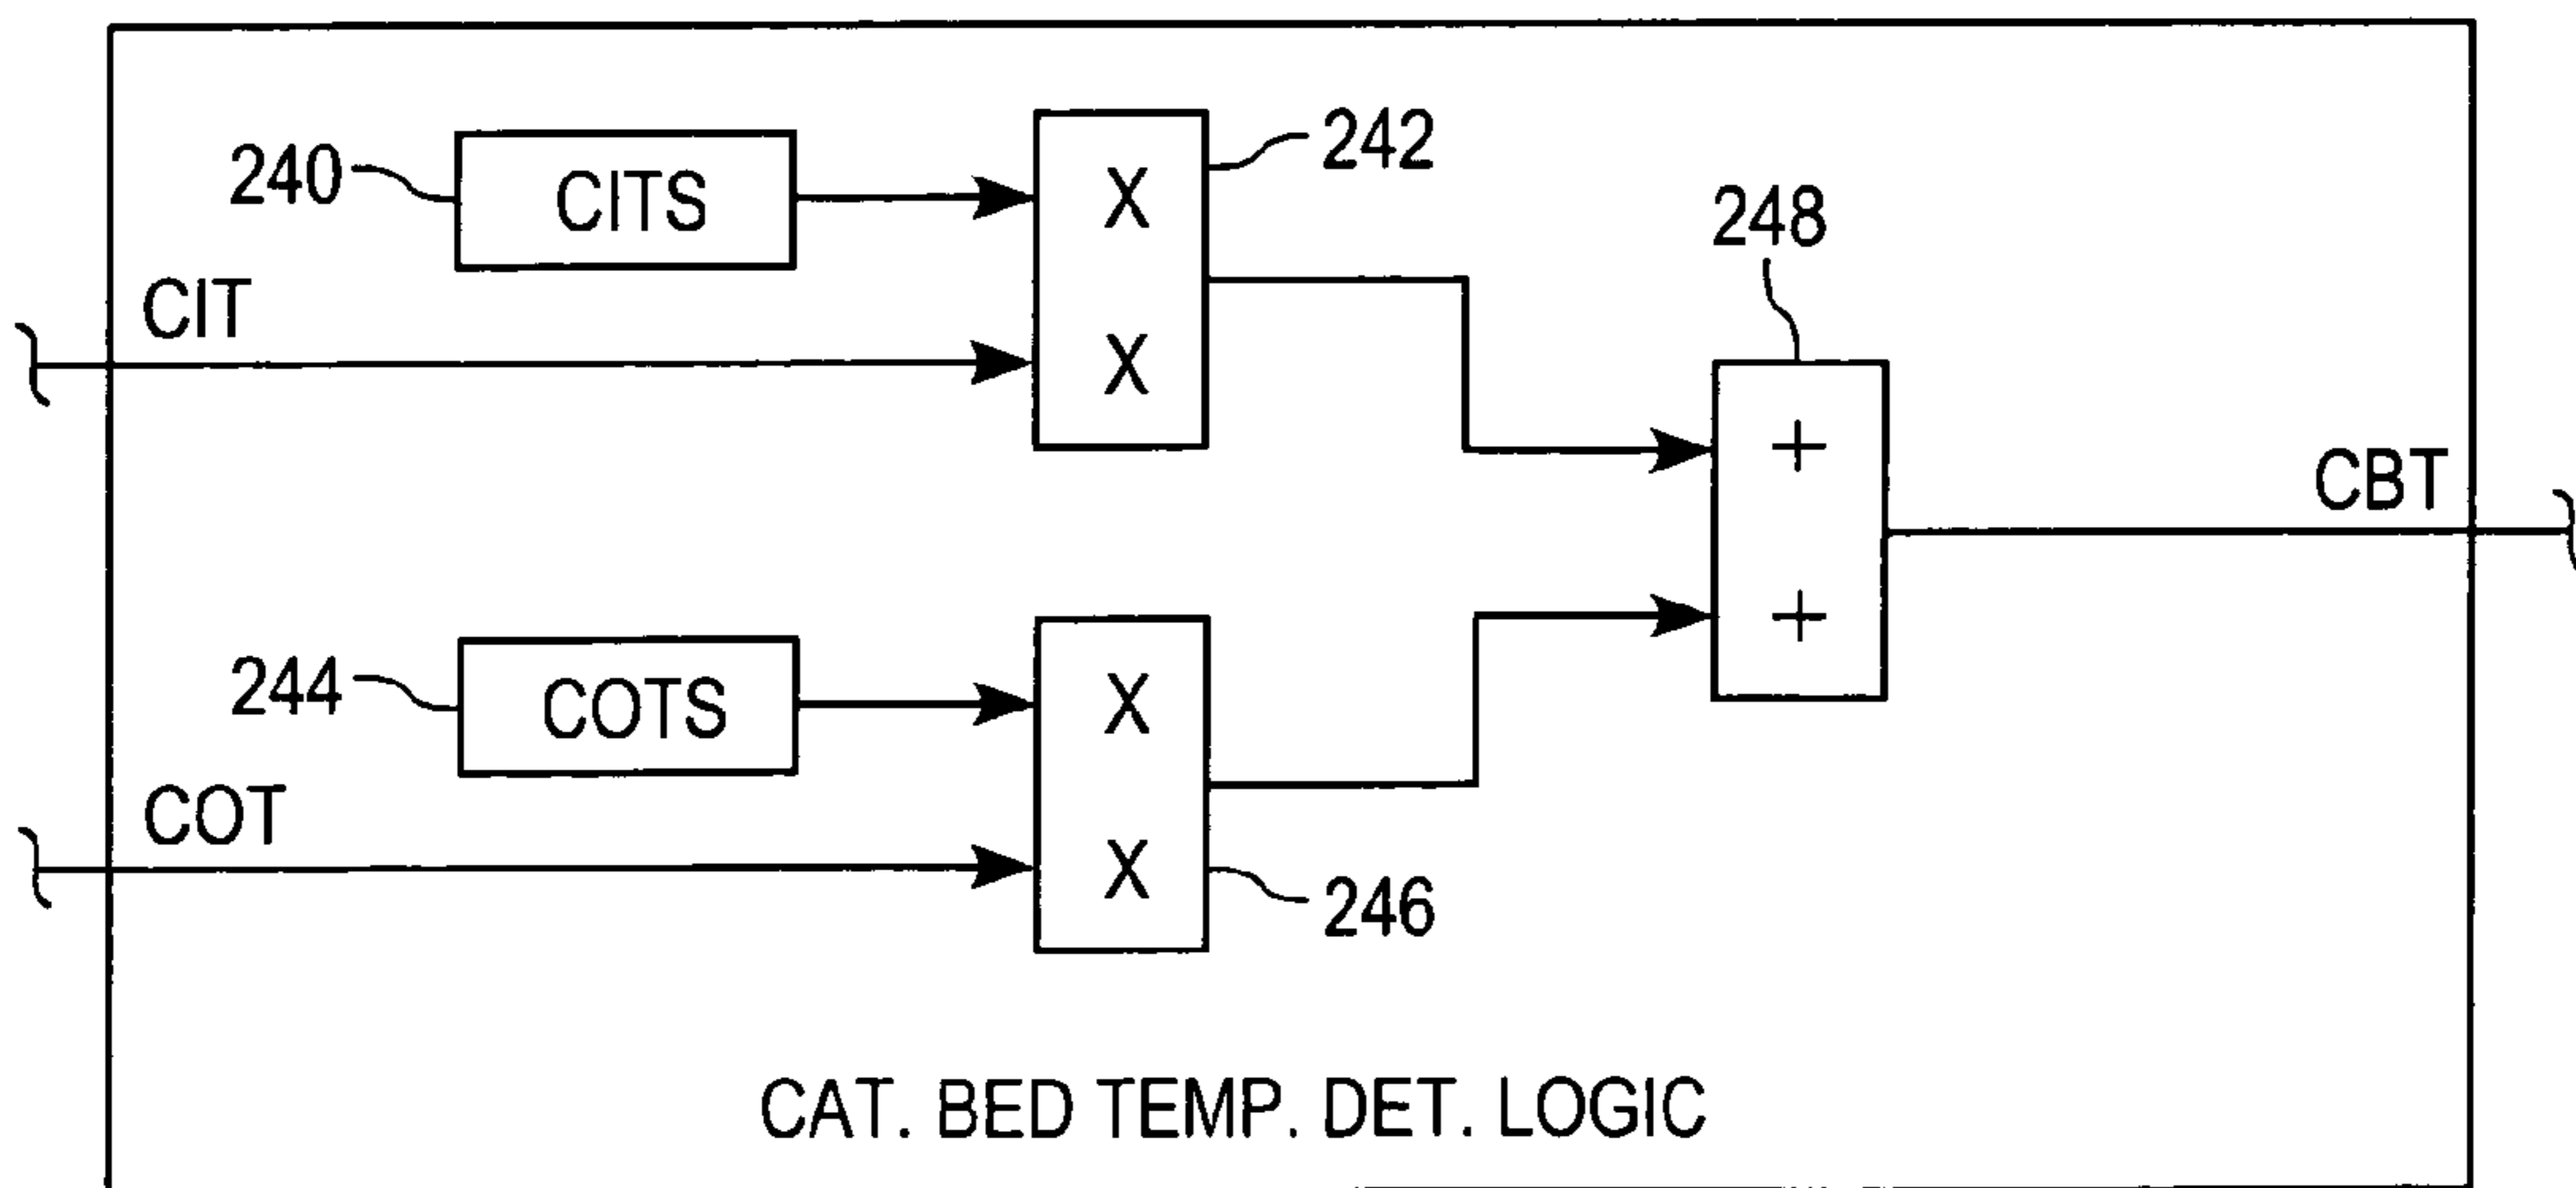 240
CITS
X
242
CIT
X
248
+
CBT
+
244
COTS
X
COT
X
246
CAT. BED TEMP. DET. LOGIC